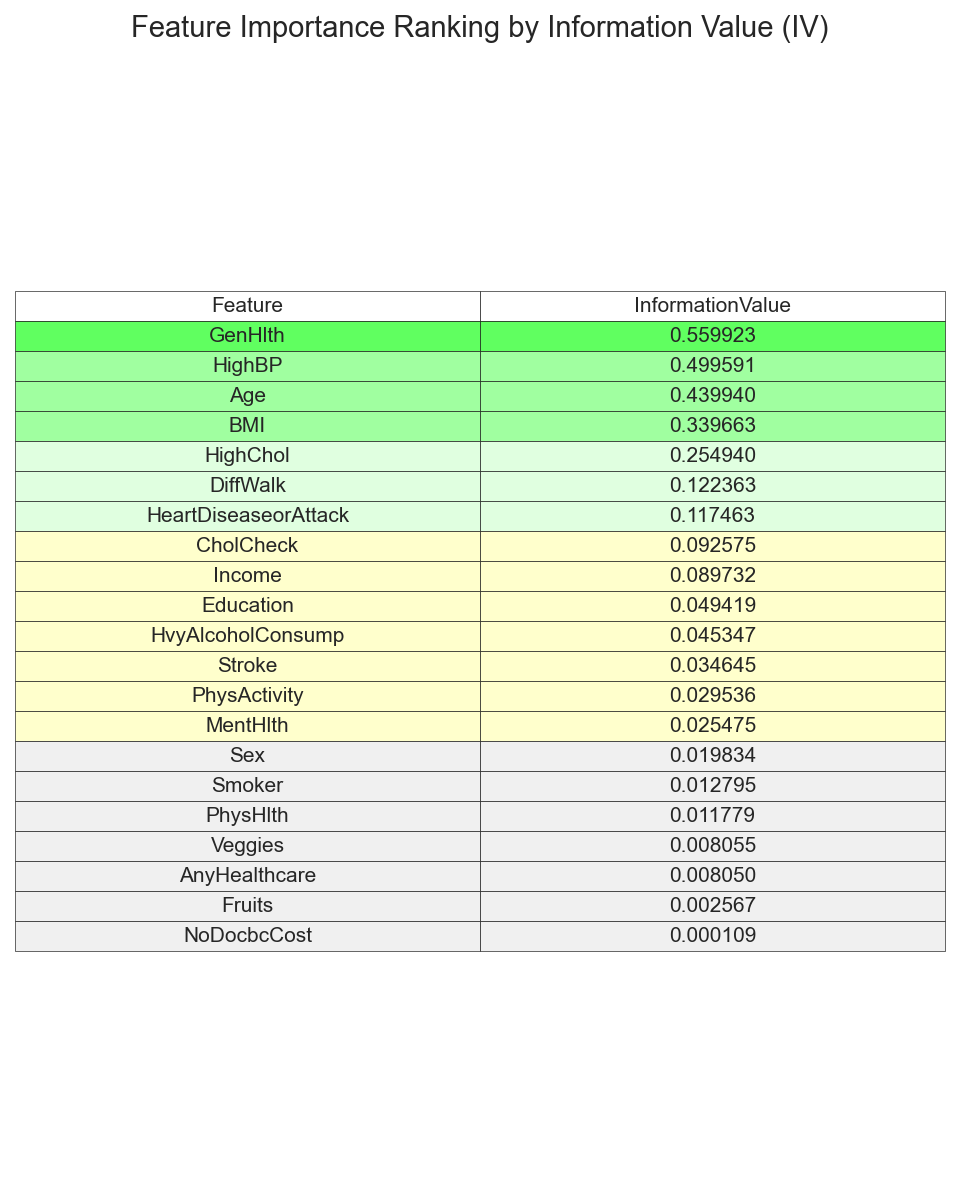 Feature Importance Ranking by Information Value (IV)
Feature InformationValue
GenHlth 0.559923
HighBP 0.499591
Age 0.439940
BMI 0.339663
HighChol 0.254940
DiffWalk 0.122363
HeartDiseaseorAttack 0.117463
CholCheck 0.092575
Income 0.089732
Education 0.049419
HvyAlcoholConsump 0.045347
Stroke 0.034645
PhysActivity 0.029536
MentHlth 0.025475
Sex 0.019834
Smoker 0.012795
PhysHlth 0.011779
Veggies 0.008055
AnyHealthcare 0.008050
Fruits 0.002567
NoDocbcCost 0.000109